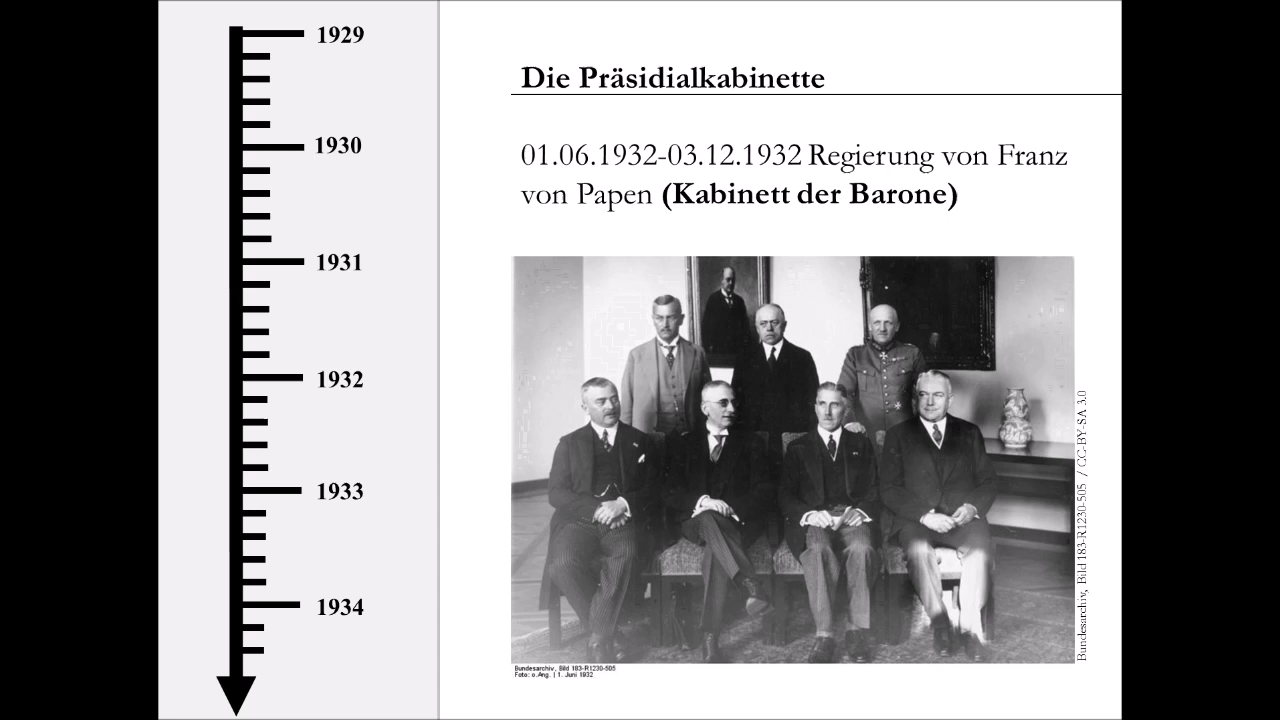 1929
1930
1931
1932
1933
1934
Die Präsidialkabinette
01.06.1932-03.12.1932 Regierung von Franz
von Papen (Kabinett der Barone)
Bundesarchiv, Bild 183-R1230-505 / CC-BY-SA 3.0
Bundesarchiv, Bild 183-R1230-505
Foto: o.Ang. | 1. Juni 1932